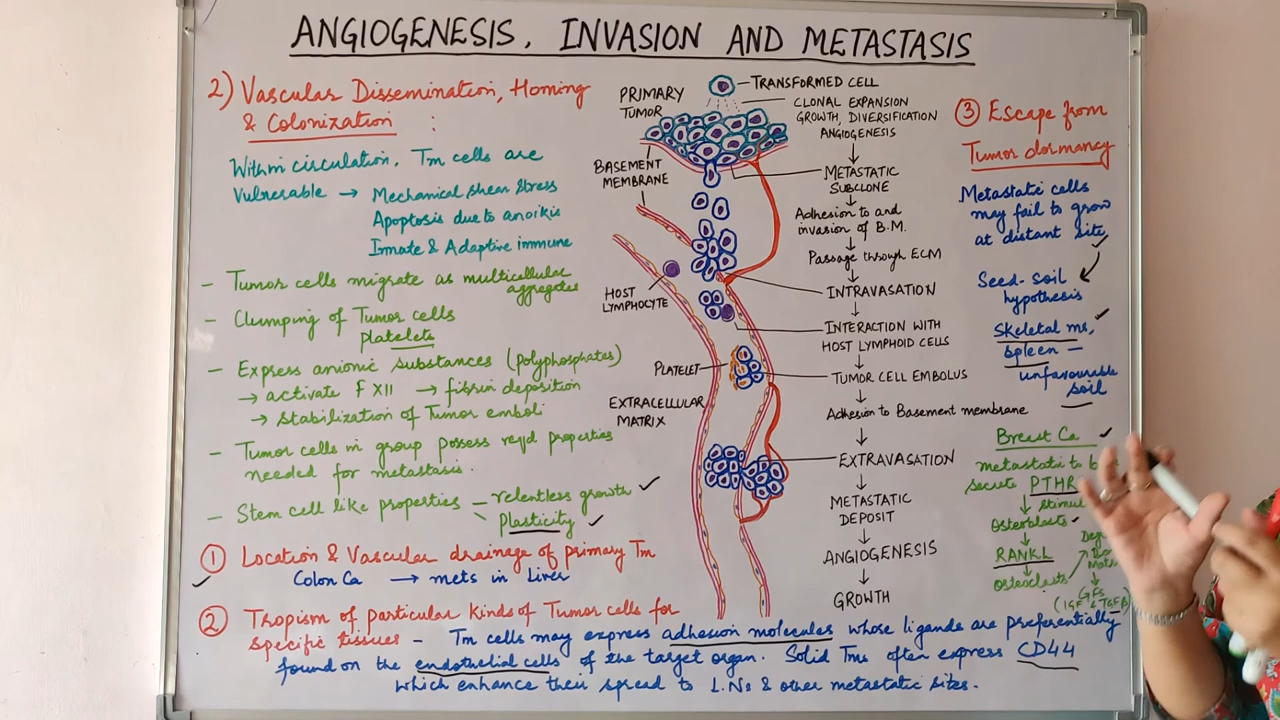 ANGIOGENESIS, INVASION AND METASTASIS
2) Vascular Dissemination, Homing
& Colonization :
Within circulation, Tm cells are
Vulnerable → Mechanical shear stress
Apoptosis due to anoikis
Innate & Adaptive immune
- Tumor cells migrate as multicellular
aggregates
- Clumping of Tumor cells
platelets
- Express anionic substances (polyphosphates)
→ activate F XII → fibrin deposition
→ Stabilization of Tumor emboli
- Tumor cells in group possess reqd properties
needed for metastasis.
- Stem cell like properties - relentless growth ✓
- plasticity ✓
① Location & Vascular drainage of primary Tm
✓ Colon Ca → mets in Liver
② Tropism of particular kinds of Tumor cells for
specific tissues - Tm cells may express adhesion molecules whose ligands are preferentially
found on the endothelial cells of the target organ. Solid Tms often express CD44
which enhance their spread to L.Ns & other metastatic sites.
PRIMARY
TUMOR
BASEMENT
MEMBRANE
HOST
LYMPHOCYTE
PLATELET
EXTRACELLULAR
MATRIX
TRANSFORMED CELL
CLONAL EXPANSION
GROWTH, DIVERSIFICATION
ANGIOGENESIS
↓
METASTATIC
SUBCLONE
↓
Adhesion to and
invasion of B.M.
↓
Passage through ECM
↓
INTRAVASATION
↓
INTERACTION WITH
HOST LYMPHOID CELLS
↓
TUMOR CELL EMBOLUS
↓
Adhesion to Basement membrane
↓
EXTRAVASATION
↓
METASTATIC
DEPOSIT
↓
ANGIOGENESIS
↓
GROWTH
③ Escape from
Tumor dormancy
Metastatic cells
may fail to grow
at distant site ✓
Seed-soil
hypothesis
Skeletal ms, ✓
spleen -
unfavourable
soil
Breast Ca ✓
metastatic to
secrete PTHR
↓ stimul
Osteoblasts
↓
RANKL
↓
Osteoclasts
GFs
(IGF & TGFβ)